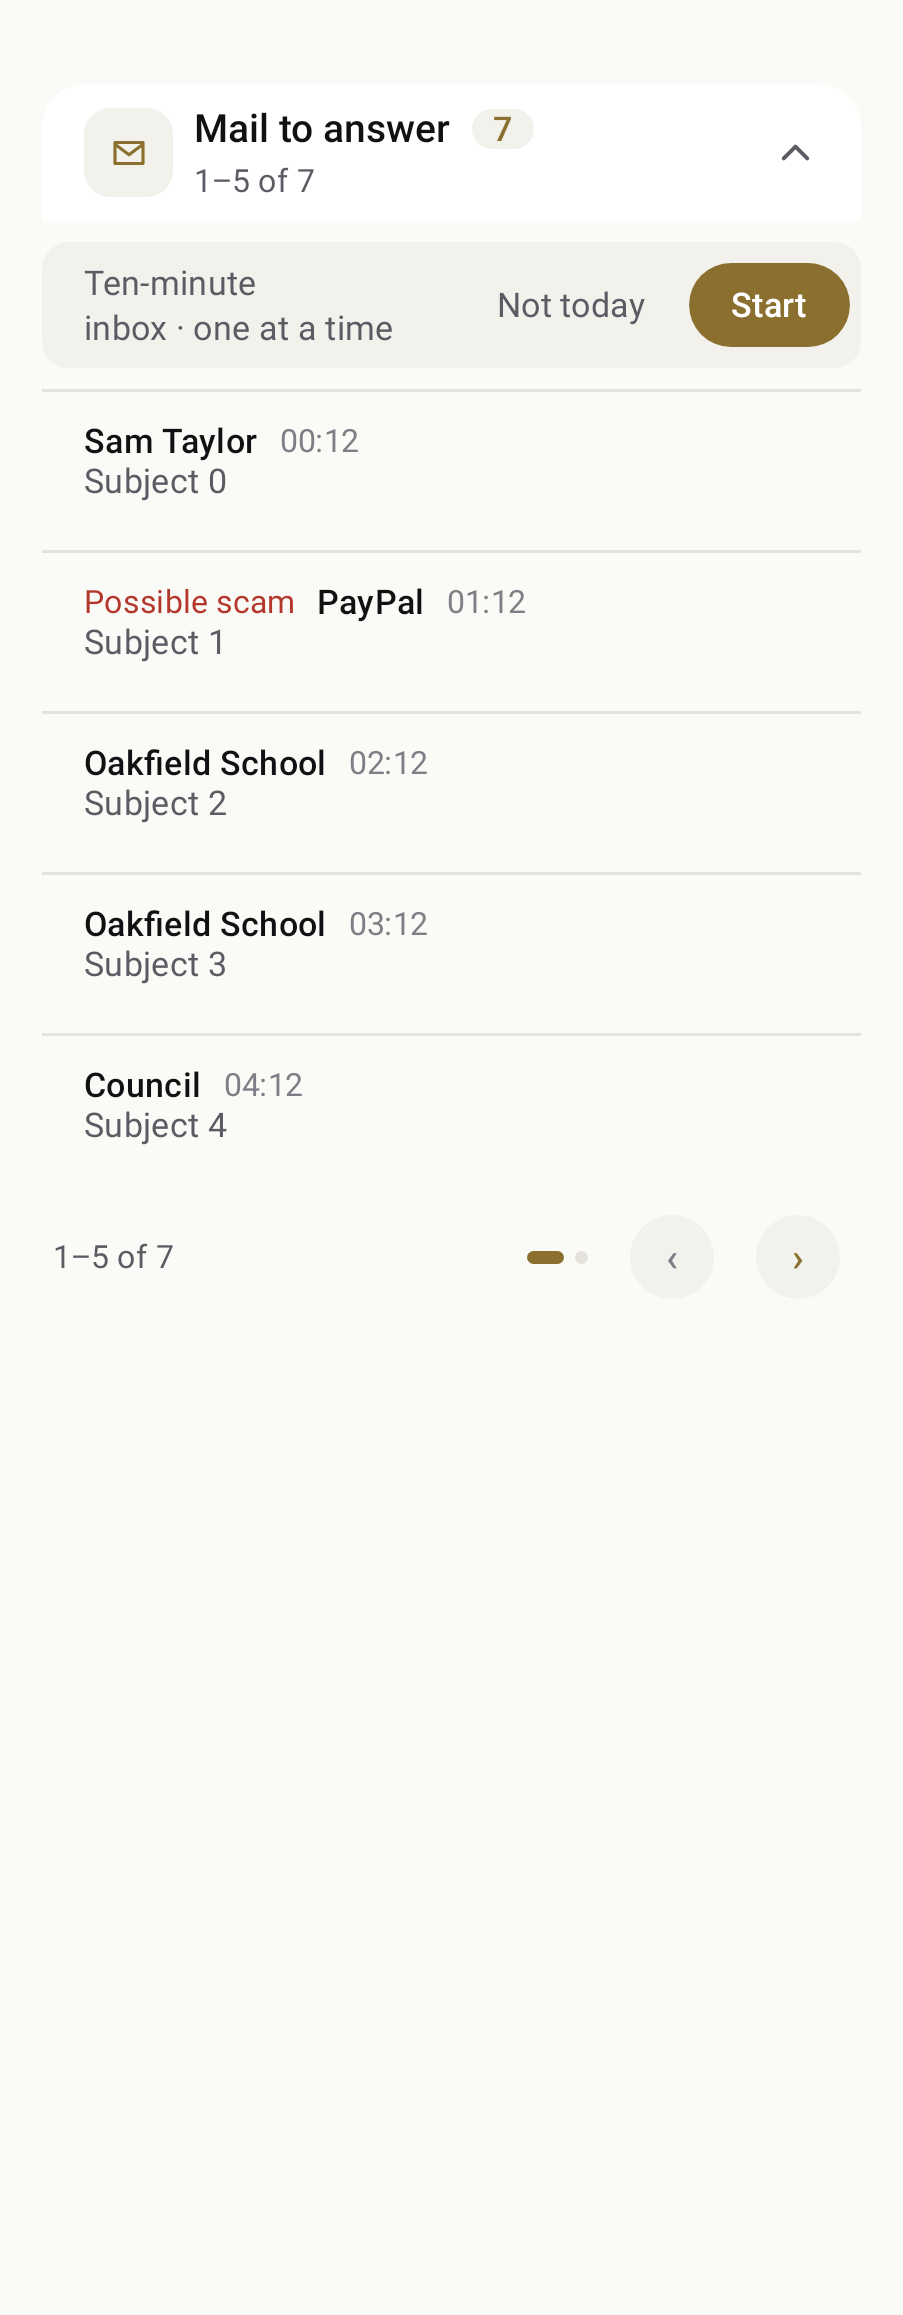 Mail to answer 7
1–5 of 7
Ten-minute
inbox · one at a time
Not today
Start
Sam Taylor 00:12
Subject 0
Possible scam PayPal 01:12
Subject 1
Oakfield School 02:12
Subject 2
Oakfield School 03:12
Subject 3
Council 04:12
Subject 4
1–5 of 7 ‹ ›